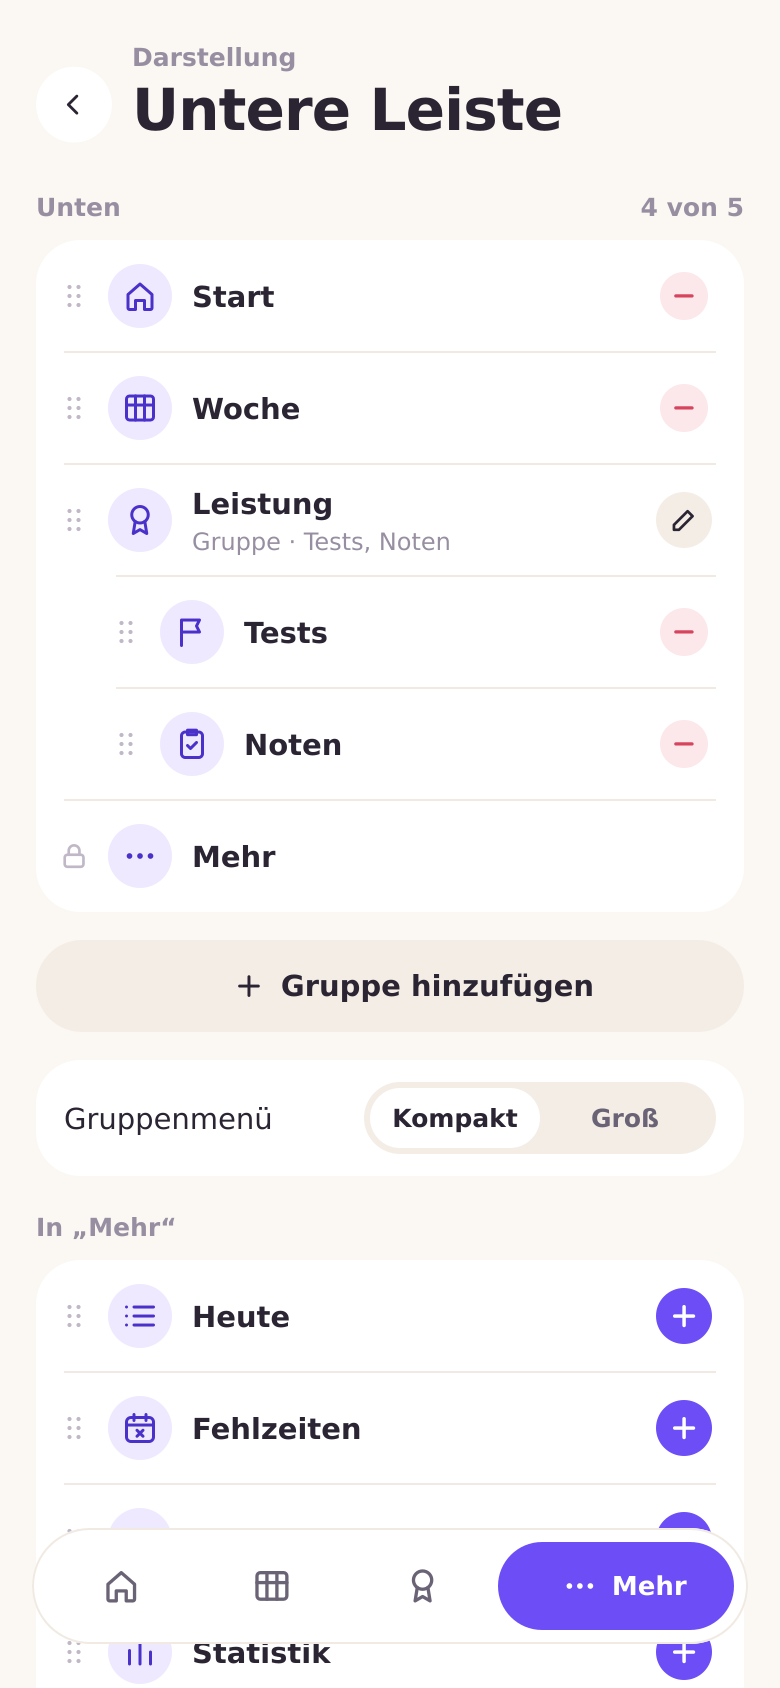 Darstellung
Untere Leiste
Unten
4 von 5
Start
Woche
Leistung
Gruppe · Tests, Noten
Tests
Noten
Mehr
Gruppe hinzufügen
Gruppenmenü
Kompakt
Groß
In „Mehr“
Heute
Fehlzeiten
Mehr
Statistik